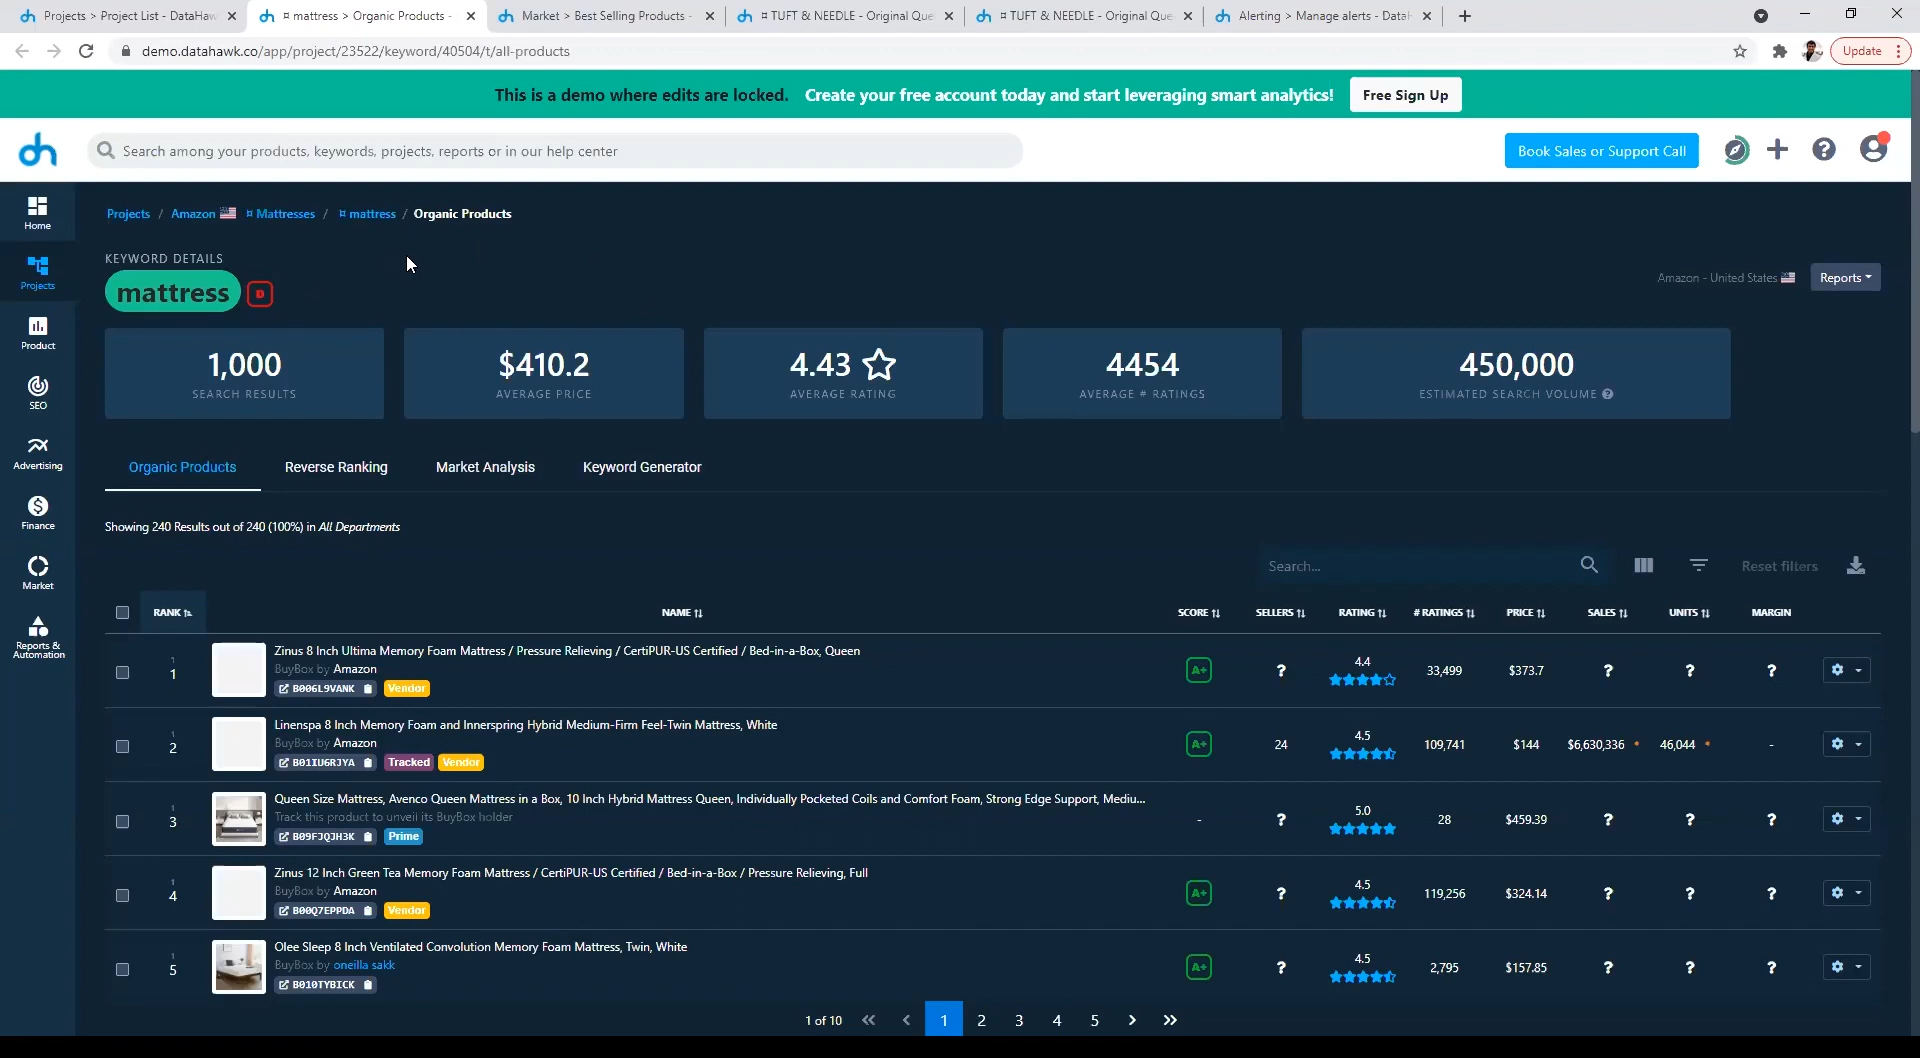 Projects > Project List - DataHaw
¤ mattress > Organic Products -
Market > Best Selling Products -
¤ TUFT & NEEDLE - Original Que
¤ TUFT & NEEDLE - Original Que
Alerting > Manage alerts - DataH
demo.datahawk.co/app/project/23522/keyword/40504/t/all-products
Update
This is a demo where edits are locked. Create your free account today and start leveraging smart analytics! Free Sign Up
dh
Search among your products, keywords, projects, reports or in our help center
Book Sales or Support Call
Home
Projects
Product
SEO
Advertising
Finance
Market
Reports & Automation
Projects / Amazon ¤ Mattresses / ¤ mattress / Organic Products
KEYWORD DETAILS
mattress
D
Amazon - United States
Reports
1,000
SEARCH RESULTS
$410.2
AVERAGE PRICE
4.43
AVERAGE RATING
4454
AVERAGE # RATINGS
450,000
ESTIMATED SEARCH VOLUME ?
Organic Products Reverse Ranking Market Analysis Keyword Generator
Showing 240 Results out of 240 (100%) in All Departments
Search...
Reset filters
RANK NAME SCORE SELLERS RATING # RATINGS PRICE SALES UNITS MARGIN
1
1
Zinus 8 Inch Ultima Memory Foam Mattress / Pressure Relieving / CertiPUR-US Certified / Bed-in-a-Box, Queen
BuyBox by Amazon
B006L9VANK Vendor
A+ ? 4.4 33,499 $373.7 ? ? ?
1
2
Linenspa 8 Inch Memory Foam and Innerspring Hybrid Medium-Firm Feel-Twin Mattress, White
BuyBox by Amazon
B01IU6RJYA Tracked Vendor
A+ 24 4.5 109,741 $144 $6,630,336 46,044 -
1
3
Queen Size Mattress, Avenco Queen Mattress in a Box, 10 Inch Hybrid Mattress Queen, Individually Pocketed Coils and Comfort Foam, Strong Edge Support, Mediu...
Track this product to unveil its BuyBox holder
B09FJQJH3K Prime
- ? 5.0 28 $459.39 ? ? ?
1
4
Zinus 12 Inch Green Tea Memory Foam Mattress / CertiPUR-US Certified / Bed-in-a-Box / Pressure Relieving, Full
BuyBox by Amazon
B00Q7EPPDA Vendor
A+ ? 4.5 119,256 $324.14 ? ? ?
1
5
Olee Sleep 8 Inch Ventilated Convolution Memory Foam Mattress, Twin, White
BuyBox by oneilla sakk
B010TYBICK
A+ ? 4.5 2,795 $157.85 ? ? ?
1 of 10 « ‹ 1 2 3 4 5 › »